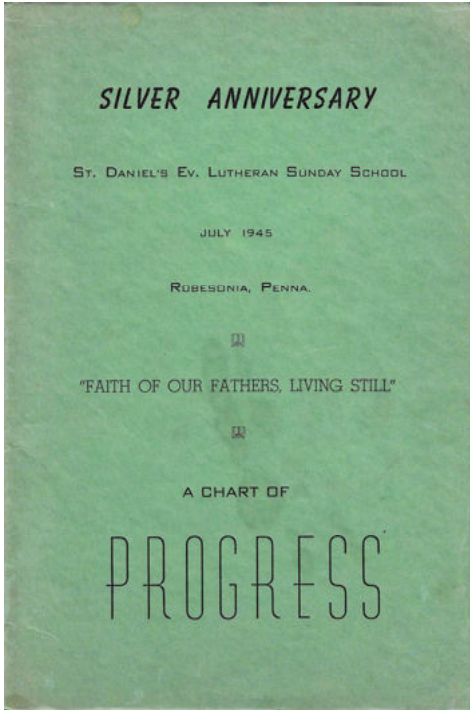 SILVER ANNIVERSARY
ST. DANIEL'S EV. LUTHERAN SUNDAY SCHOOL
JULY 1945
ROBESONIA, PENNA.
"FAITH OF OUR FATHERS, LIVING STILL"
A CHART OF
PROGRESS